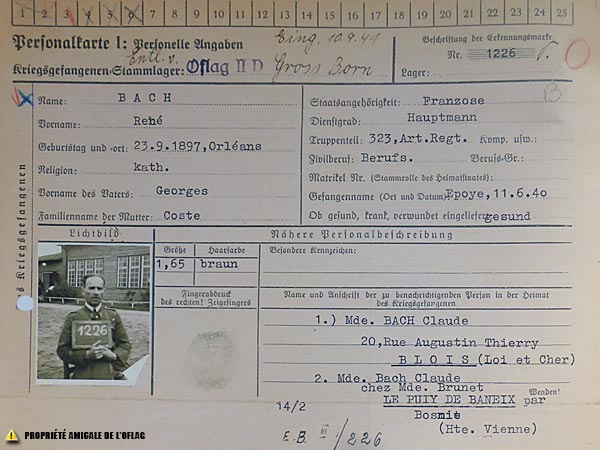 1 2 3 4 5 6 7 8 9 10 11 12 13 14 15 16 17 18 19 20 21 22 23 24 25
Personalkarte I: Personelle Angaben
Eing. 10.9.41
Beschriftung der Erkennungsmarke
Nr. 1226
Entl. v.
Kriegsgefangenen-Stammlager: Oflag II D Gross Born
Lager:
B
Name: BACH
Vorname: René
Geburtstag und -ort: 23.9.1897, Orléans
Religion: kath.
Vorname des Vaters: Georges
Familienname der Mutter: Coste
Staatsangehörigkeit: Franzose
Dienstgrad: Hauptmann
Truppenteil: 323,Art.Regt. Komp. usw.:
Zivilberuf: Berufs. Berufs-Gr.:
Matrikel Nr. (Stammrolle des Heimatstaates):
Gefangenname (Ort und Datum): Epoye, 11.6.40
Ob gesund, krank, verwundet eingeliefert: gesund
s Kriegsgefangenen
Lichtbild
1226
Nähere Personalbeschreibung
Größe Haarfarbe
1,65 braun
Besondere Kennzeichen:
Fingerabdruck
des rechten! Zeigefingers
Name und Anschrift der zu benachrichtigenden Person in der Heimat
des Kriegsgefangenen
1.) Mde. BACH Claude
20,Rue Augustin Thierry
BLOIS (Loi et Cher)
2. Mde. Bach Claude
chez Mde. Brunet
Wenden!
LE PUIY DE BANEIX par
(Hte. Vienne)
14/2
E.B. III/226
PROPRIÉTÉ AMICALE DE L'OFLAG